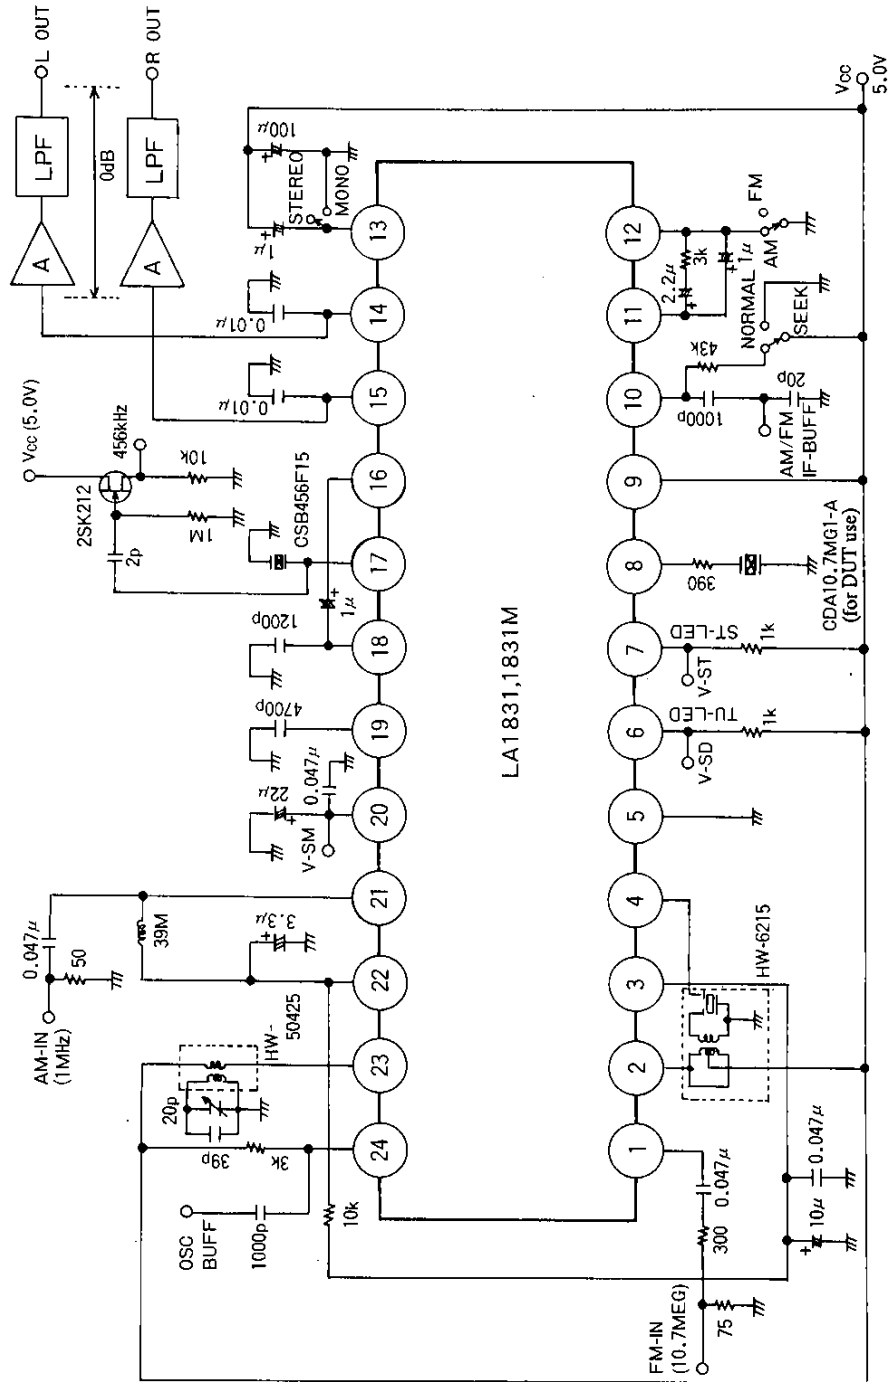 L OUT
R OUT
LPF
LPF
0dB
A
A
Vcc (5.0V)
456kHz
2SK212
10k
1M
2p
CSB456F15
0.01μ
0.01μ
1μ
+
100μ
+
STEREO
MONO
1μ
+
1200p
4700p
22μ
+
0.047μ
V-SM
AM-IN
(1MHz)
0.047μ
50
39M
3.3μ
+
HW-
50425
20p
39p
3k
OSC
BUFF
1000p
10k
24
23
22
21
20
19
18
17
16
15
14
13
LA1831,1831M
1
2
3
4
5
6
7
8
9
10
11
12
FM-IN
(10.7MEG)
75
300
0.047μ
+
10μ
0.047μ
HW-6215
V-SD
TU-LED
1k
V-ST
ST-LED
1k
390
CDA10.7MG1-A
(for DUT use)
AM/FM
IF-BUFF
1000p
20p
43k
NORMAL
SEEK
2.2μ
+
3k
1μ
+
AM
FM
Vcc
5.0V